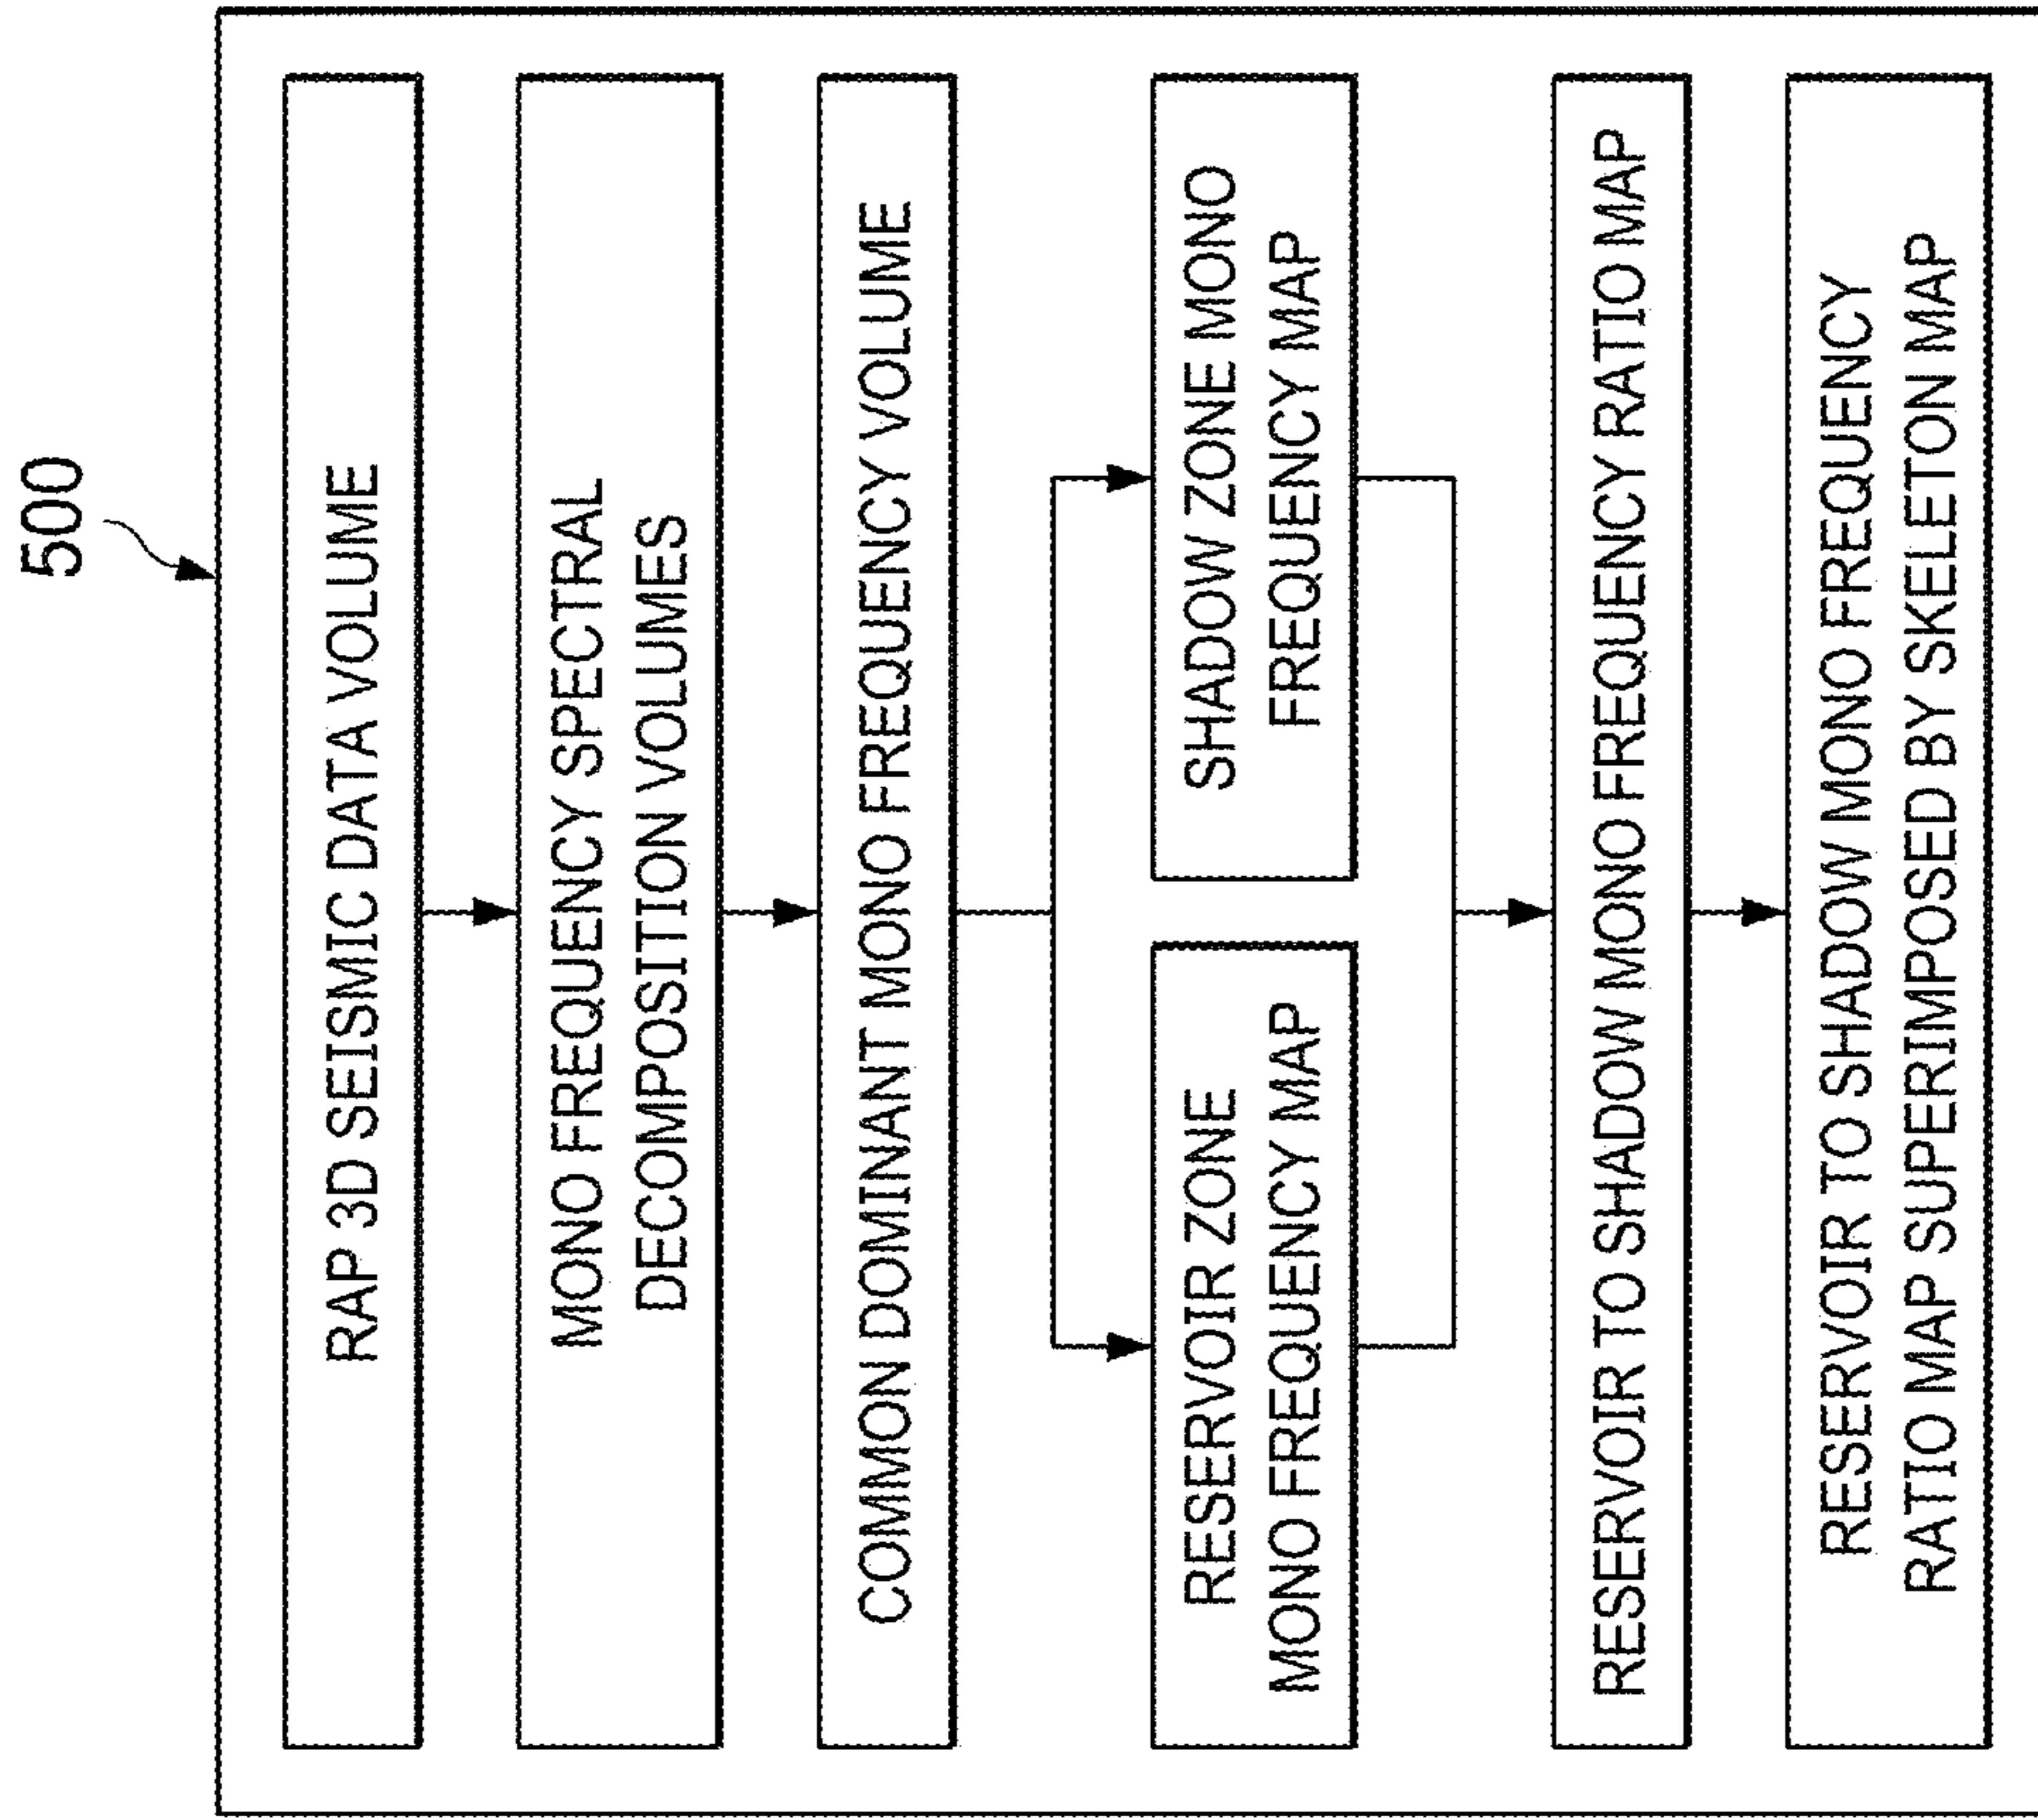 500
RAP 3D SEISMIC DATA VOLUME
MONO FREQUENCY SPECTRAL
DECOMPOSITION VOLUMES
COMMON DOMINANT MONO FREQUENCY VOLUME
RESERVOIR ZONE
MONO FREQUENCY MAP
SHADOW ZONE MONO
FREQUENCY MAP
RESERVOIR TO SHADOW MONO FREQUENCY RATIO MAP
RESERVOIR TO SHADOW MONO FREQUENCY
RATIO MAP SUPERIMPOSED BY SKELETON MAP